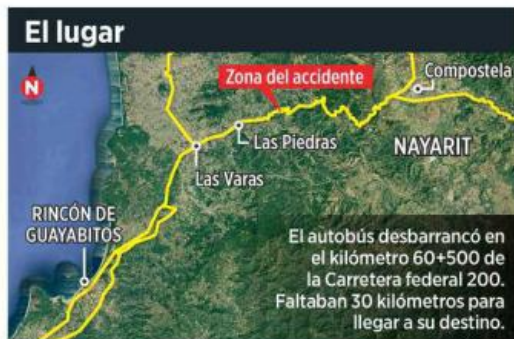 El lugar
N
Zona del accidente
Compostela
Las Piedras
NAYARIT
Las Varas
RINCÓN DE
GUAYABITOS
El autobús desbarrancó en
el kilómetro 60+500 de
la Carretera federal 200.
Faltaban 30 kilómetros para
llegar a su destino.